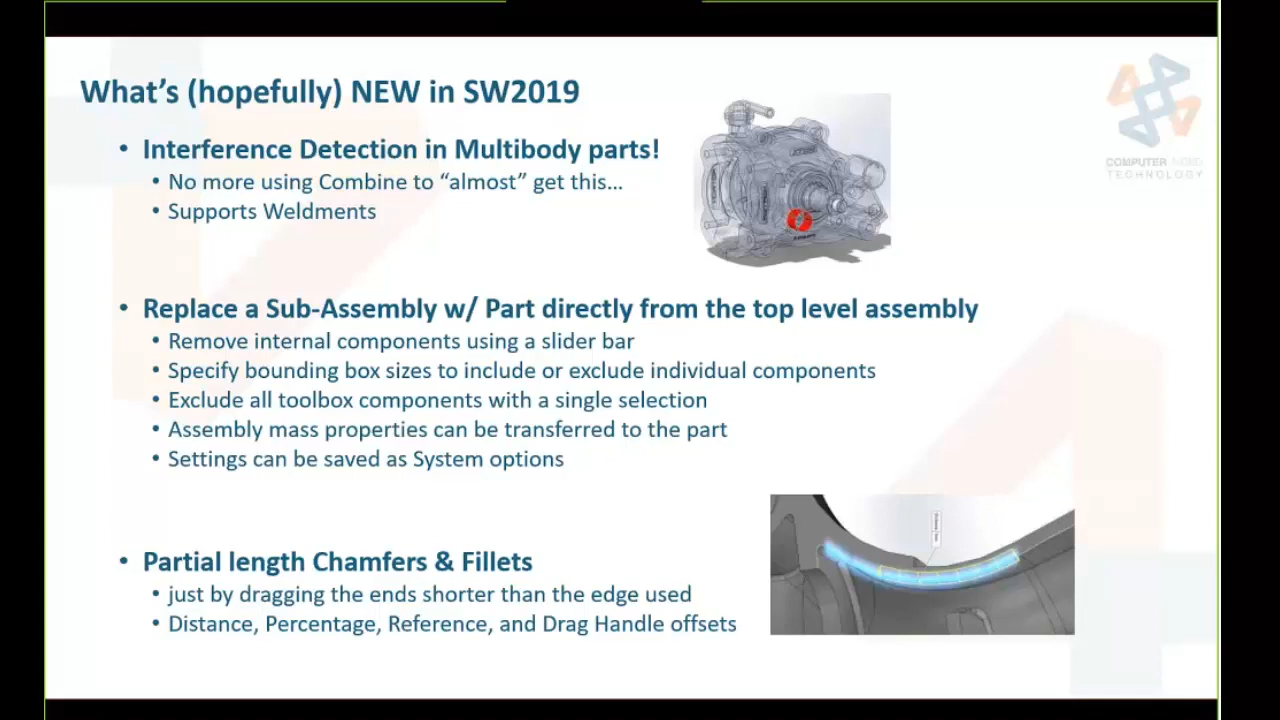 What's (hopefully) NEW in SW2019
• Interference Detection in Multibody parts!
• No more using Combine to “almost” get this…
• Supports Weldments
COMPUTER AIDED
TECHNOLOGY
• Replace a Sub-Assembly w/ Part directly from the top level assembly
• Remove internal components using a slider bar
• Specify bounding box sizes to include or exclude individual components
• Exclude all toolbox components with a single selection
• Assembly mass properties can be transferred to the part
• Settings can be saved as System options
• Partial length Chamfers & Fillets
• just by dragging the ends shorter than the edge used
• Distance, Percentage, Reference, and Drag Handle offsets